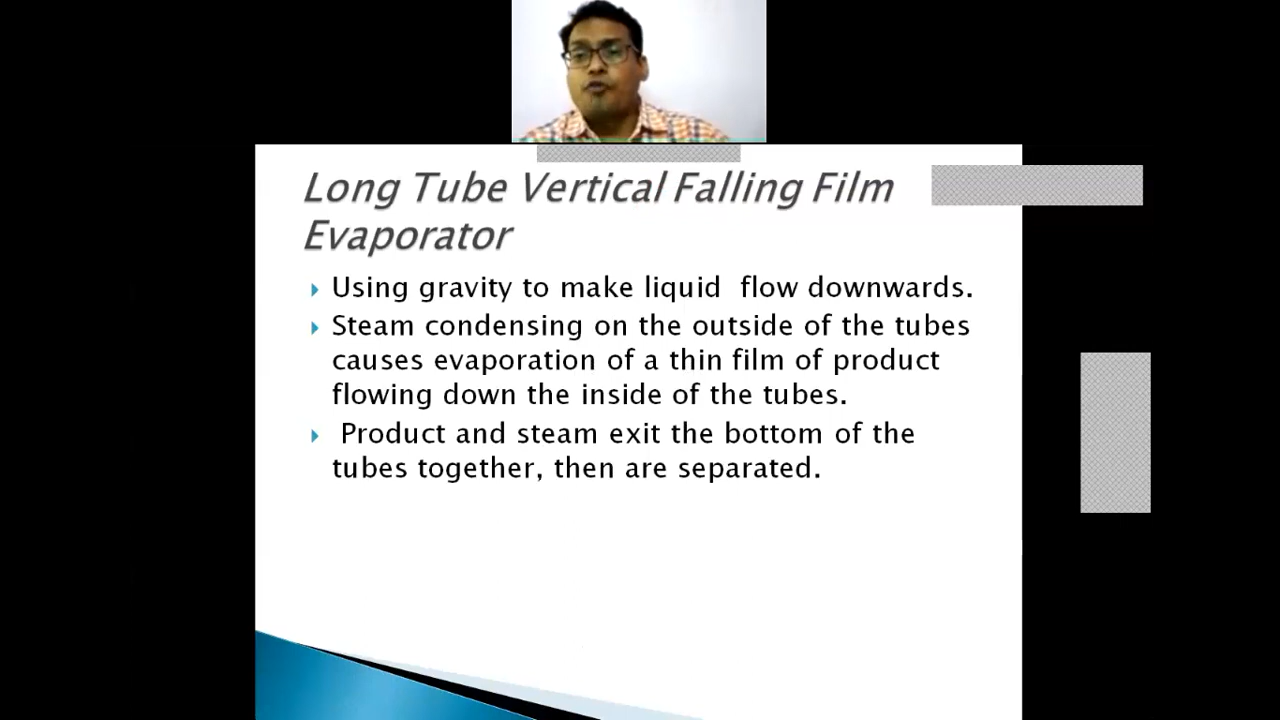 Long Tube Vertical Falling Film
Evaporator
Using gravity to make liquid  flow downwards.
Steam condensing on the outside of the tubes
causes evaporation of a thin film of product
flowing down the inside of the tubes.
Product and steam exit the bottom of the
tubes together, then are separated.